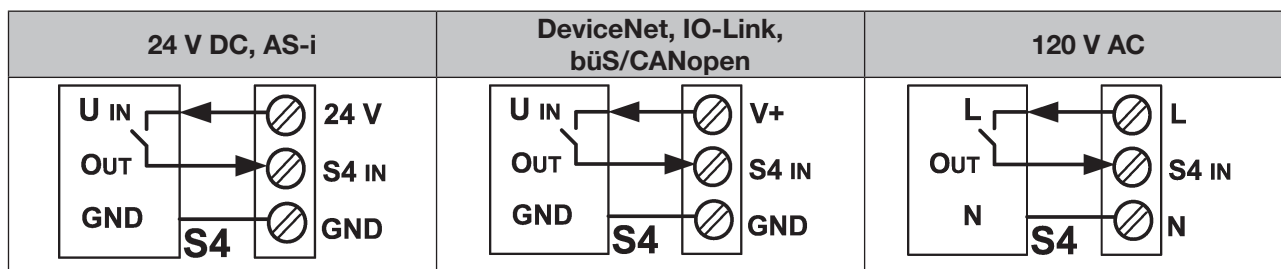 24 V DC, AS-i
DeviceNet, IO-Link,
büS/CANopen
120 V AC
U IN
24 V
OUT
S4 IN
GND
GND
S4
U IN
V+
OUT
S4 IN
GND
GND
S4
L
L
OUT
S4 IN
N
N
S4